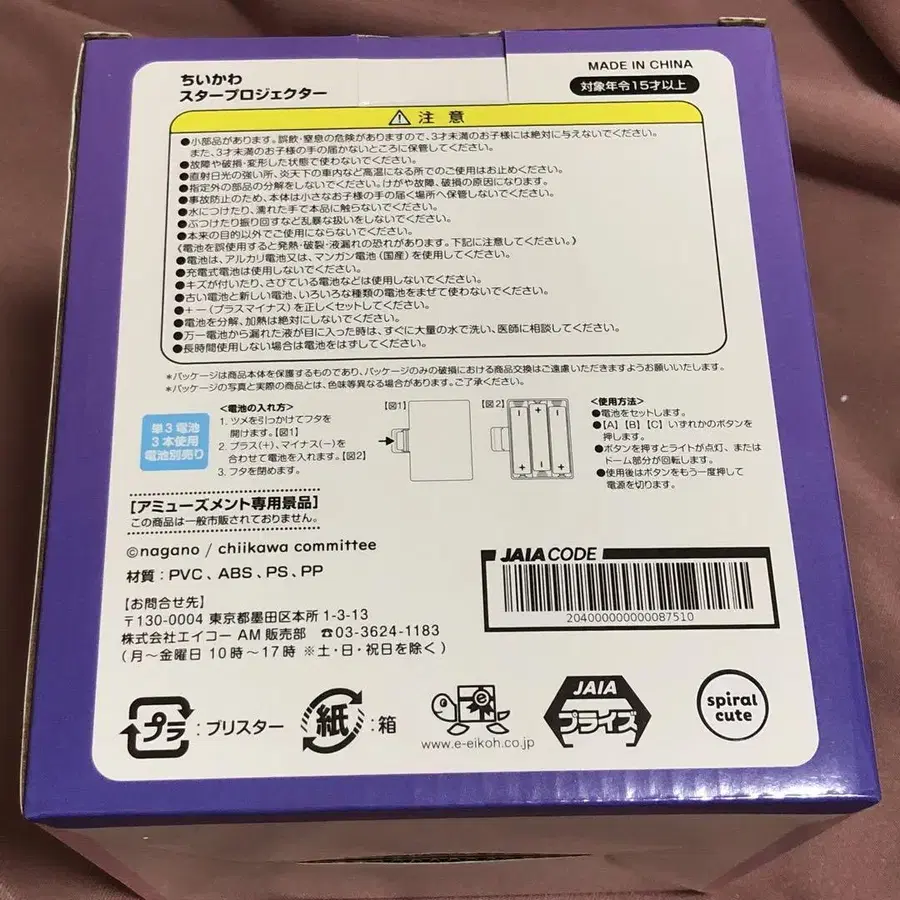 ちいかわ
スタープロジェクター
MADE IN CHINA
対象年令15才以上
注意
●小部品があります。誤飲・窒息の危険がありますので、3才未満のお子様には絶対に与えないでください。
また、3才未満のお子様の手の届かないところに保管してください。
●故障や破損・変形した状態で使わないでください。
●直射日光の強い所、炎天下の車内など高温になる所でのご使用はお止めください。
●指定外の部品の分解をしないでください。けがや故障、破損の原因になります。
●事故防止のため、本体は小さなお子様の手の届く場所へ保管しないでください。
●水につけたり、濡れた手で本品に触らないでください。
●ぶつけたり振り回すなど乱暴な扱いをしないでください。
●本来の目的以外でご使用にならないでください。
《電池を誤使用すると発熱・破裂・液漏れの恐れがあります。下記に注意してください。》
●電池は、アルカリ電池又は、マンガン電池(国産)を使用してください。
●充電式電池は使用しないでください。
●キズが付いたり、さびている電池などは使用しないでください。
●古い電池と新しい電池、いろいろな種類の電池をまぜて使わないでください。
●+−(プラスマイナス)を正しくセットしてください。
●電池を分解、加熱は絶対にしないでください。
●万一電池から漏れた液が目に入った時は、すぐに大量の水で洗い、医師に相談してください。
●長時間使用しない場合は電池をはずしてください。
*パッケージは商品本体を保護するものであり、パッケージのみの破損における商品交換はご遠慮いただきますようお願いいたします。
*パッケージの写真と実際の商品とは、色味等異なる場合があります。ご了承ください。
単3電池
3本使用
電池別売り
<電池の入れ方>
1. ツメを引っかけてフタを
開けます。【図1】
2. プラス(+)、マイナス(−)を
合わせて電池を入れます。【図2】
3. フタを閉めます。
【図1】
【図2】
<使用方法>
●電池をセットします。
●【A】【B】【C】いずれかのボタンを
押します。
●ボタンを押すとライトが点灯、または
ドーム部分が回転します。
●使用後はボタンをもう一度押して
電源を切ります。
【アミューズメント専用景品】
この商品は一般市販されておりません。
©nagano / chiikawa committee
材質:PVC、ABS、PS、PP
【お問合せ先】
〒130-0004 東京都墨田区本所1-3-13
株式会社エイコー AM販売部 ☎03-3624-1183
(月〜金曜日10時〜17時 ※土・日・祝日を除く)
JAIA CODE
204000000000087510
プラ:ブリスター
紙:箱
e
www.e-eikoh.co.jp
JAIA
プライズ
spiral
cute